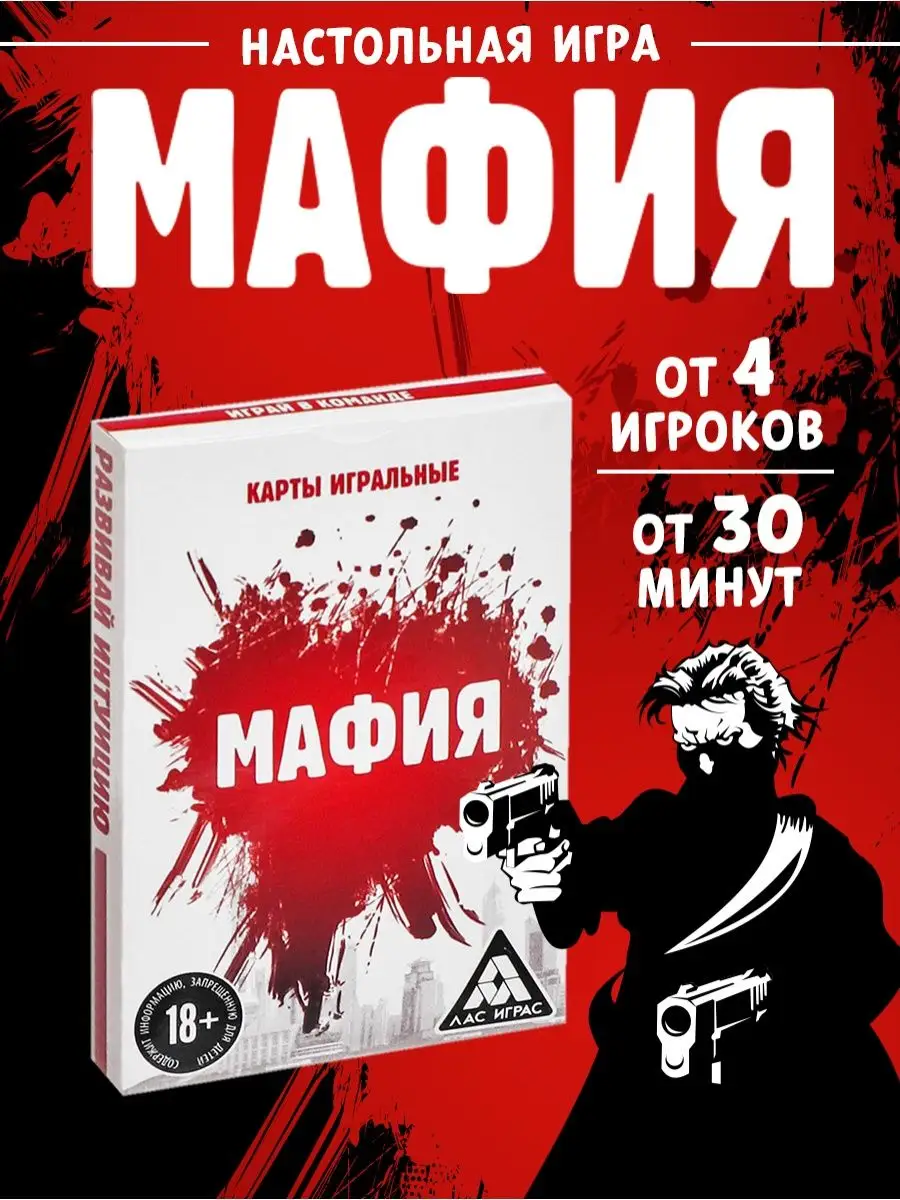 НАСТОЛЬНАЯ ИГРА
МАФИЯ
ОТ 4
ИГРОКОВ
ОТ 30
МИНУТ
ИГРАЙ В КОМАНДЕ
РАЗВИВАЙ ИНТУИЦИЮ
КАРТЫ ИГРАЛЬНЫЕ
МАФИЯ
СОДЕРЖИТ ИНФОРМАЦИЮ, ЗАПРЕЩЕННУЮ ДЛЯ ДЕТЕЙ
18+
ЛАС ИГРАС